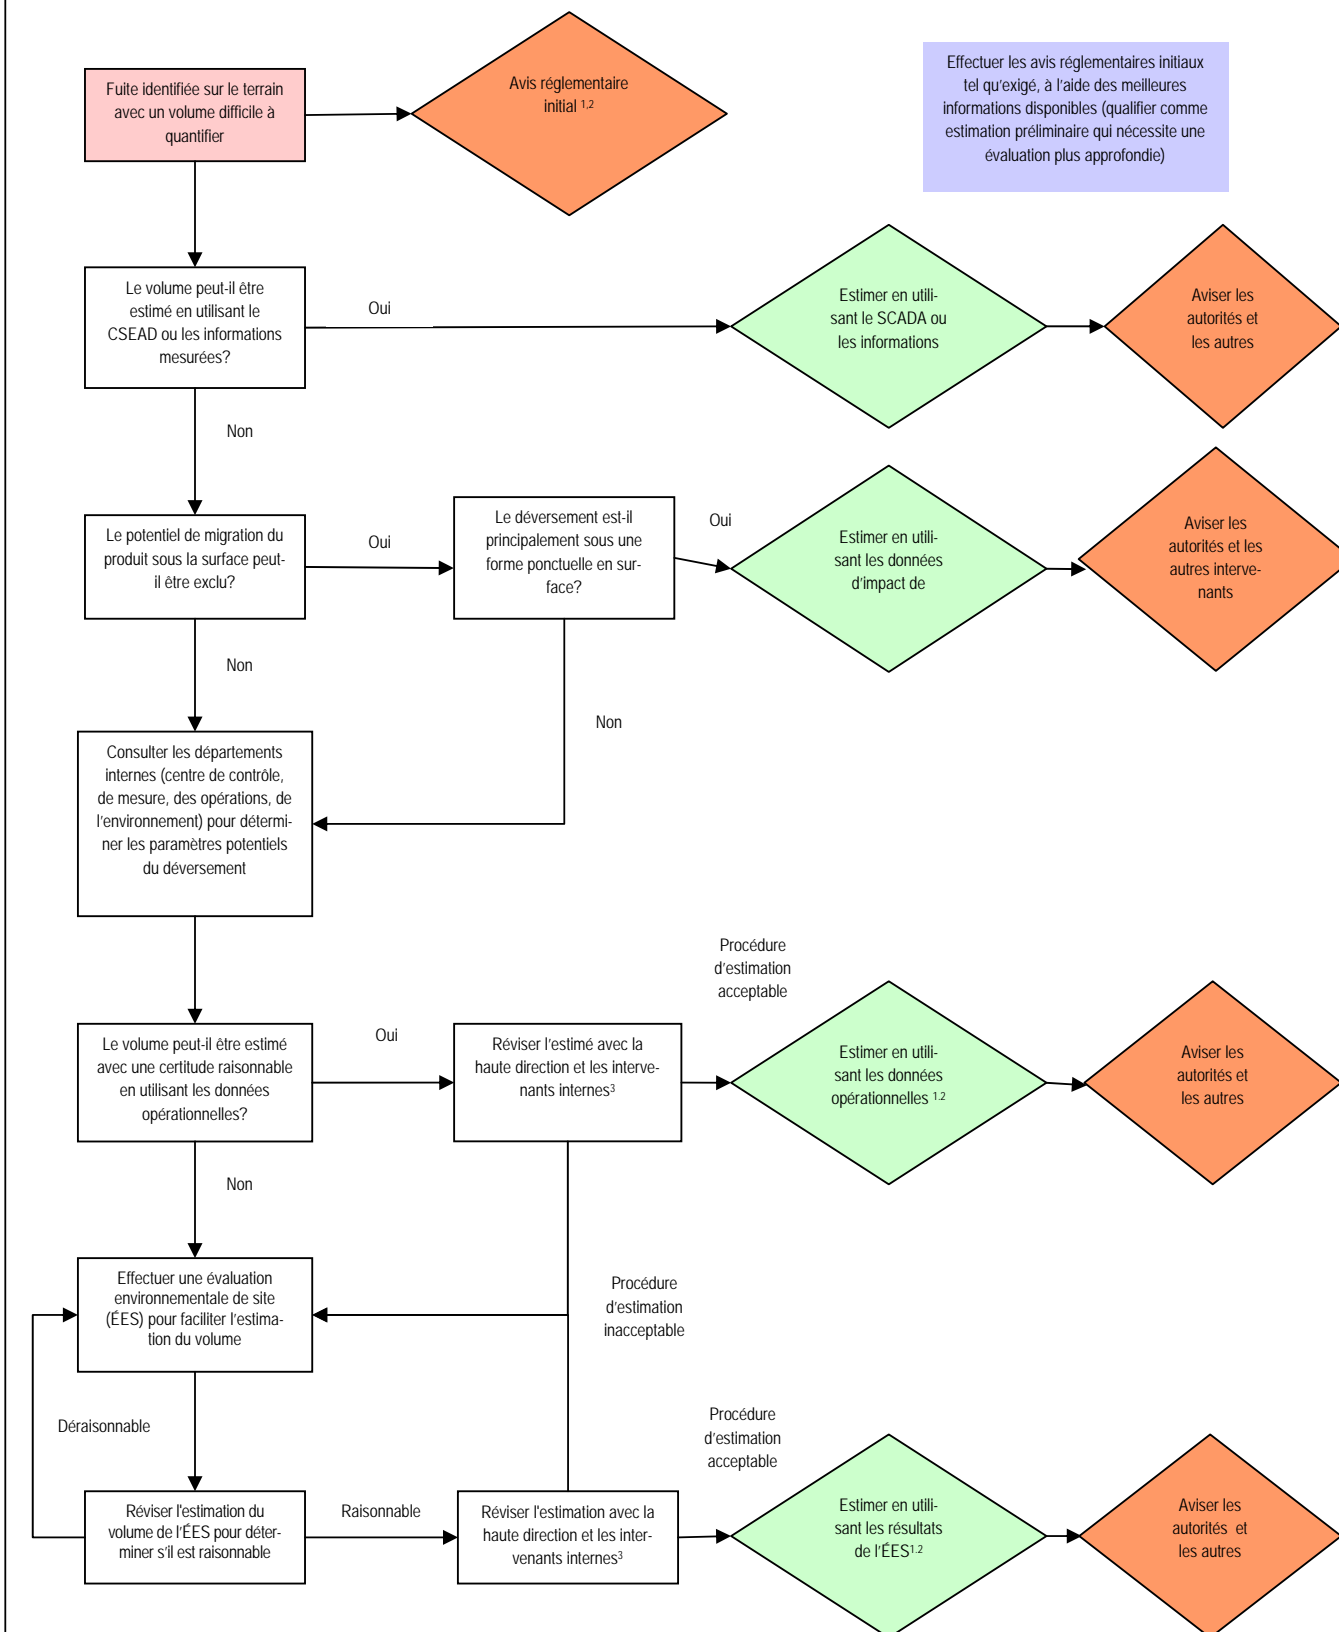 Fuite identifiée sur le terrain
avec un volume difficile à
quantifier
Avis réglementaire
initial 1,2
Effectuer les avis réglementaires initiaux
tel qu'exigé, à l'aide des meilleures
informations disponibles (qualifier comme
estimation préliminaire qui nécessite une
évaluation plus approfondie)
Le volume peut-il être
estimé en utilisant le
CSEAD ou les informations
mesurées?
Oui
Estimer en utili-
sant le SCADA ou
les informations
Aviser les
autorités et
les autres
Non
Le potentiel de migration du
produit sous la surface peut-
il être exclu?
Oui
Le déversement est-il
principalement sous une
forme ponctuelle en sur-
face?
Oui
Estimer en utili-
sant les données
d'impact de
Aviser les
autorités et les
autres interve-
nants
Non
Non
Consulter les départements
internes (centre de contrôle,
de mesure, des opérations, de
l'environnement) pour détermi-
ner les paramètres potentiels
du déversement
Le volume peut-il être estimé
avec une certitude raisonnable
en utilisant les données
opérationnelles?
Oui
Réviser l'estimé avec la
haute direction et les interve-
nants internes3
Procédure
d'estimation
acceptable
Estimer en utili-
sant les données
opérationnelles 1.2
Aviser les
autorités et
les autres
Non
Effectuer une évaluation
environnementale de site
(ÉES) pour faciliter l'estima-
tion du volume
Procédure
d'estimation
inacceptable
Déraisonnable
Réviser l'estimation du
volume de l'ÉES pour déter-
miner s'il est raisonnable
Raisonnable
Réviser l'estimation avec la
haute direction et les inter-
venants internes3
Procédure
d'estimation
acceptable
Estimer en utili-
sant les résultats
de l'ÉES1.2
Aviser les
autorités et
les autres